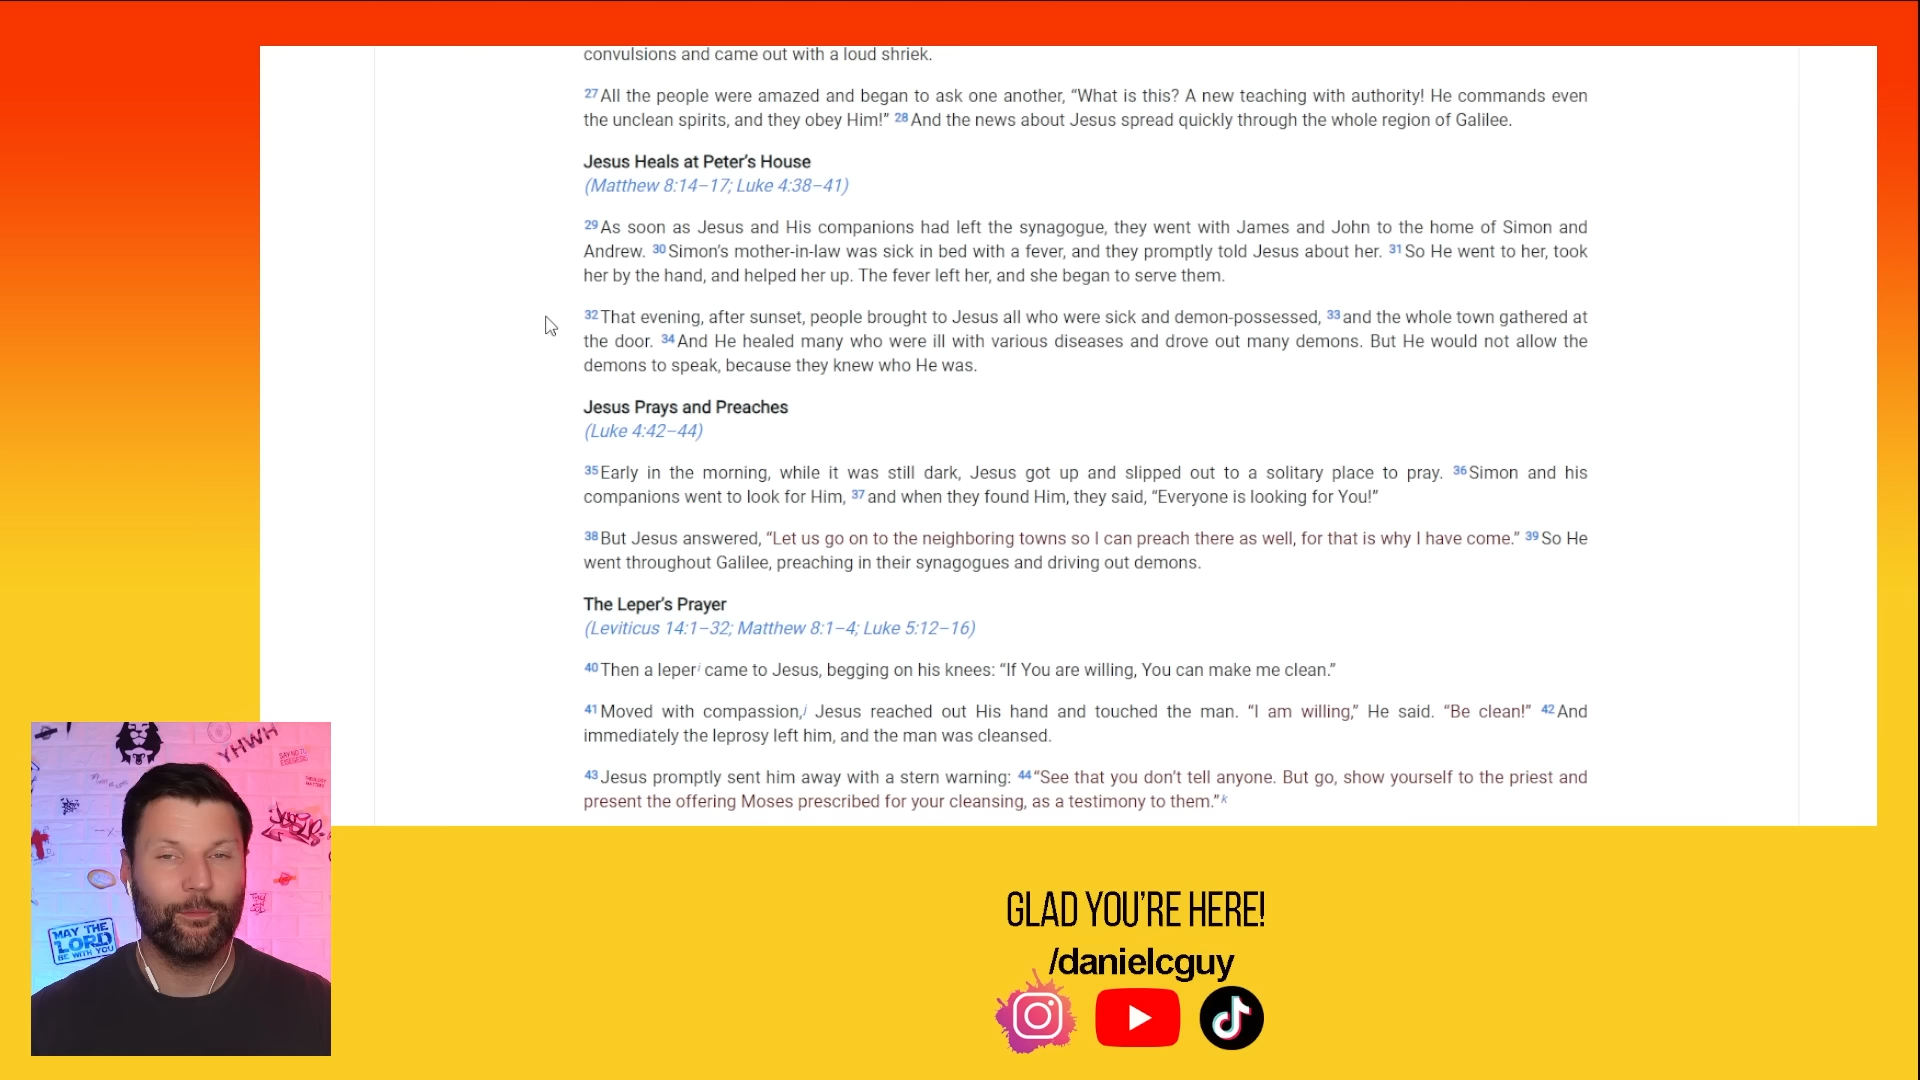 convulsions and came out with a loud shriek.
27 All the people were amazed and began to ask one another, “What is this? A new teaching with authority! He commands even
the unclean spirits, and they obey Him!” 28 And the news about Jesus spread quickly through the whole region of Galilee.
Jesus Heals at Peter’s House
(Matthew 8:14–17; Luke 4:38–41)
29 As soon as Jesus and His companions had left the synagogue, they went with James and John to the home of Simon and
Andrew. 30 Simon’s mother-in-law was sick in bed with a fever, and they promptly told Jesus about her. 31 So He went to her, took
her by the hand, and helped her up. The fever left her, and she began to serve them.
32 That evening, after sunset, people brought to Jesus all who were sick and demon-possessed, 33 and the whole town gathered at
the door. 34 And He healed many who were ill with various diseases and drove out many demons. But He would not allow the
demons to speak, because they knew who He was.
Jesus Prays and Preaches
(Luke 4:42–44)
35 Early in the morning, while it was still dark, Jesus got up and slipped out to a solitary place to pray. 36 Simon and his
companions went to look for Him, 37 and when they found Him, they said, “Everyone is looking for You!”
38 But Jesus answered, “Let us go on to the neighboring towns so I can preach there as well, for that is why I have come.” 39 So He
went throughout Galilee, preaching in their synagogues and driving out demons.
The Leper’s Prayer
(Leviticus 14:1–32; Matthew 8:1–4; Luke 5:12–16)
40 Then a leper i came to Jesus, begging on his knees: “If You are willing, You can make me clean.”
41 Moved with compassion, j Jesus reached out His hand and touched the man. “I am willing,” He said. “Be clean!” 42 And
immediately the leprosy left him, and the man was cleansed.
43 Jesus promptly sent him away with a stern warning: 44 “See that you don’t tell anyone. But go, show yourself to the priest and
present the offering Moses prescribed for your cleansing, as a testimony to them.” k
YHWH
SAY NO TO
EISEGESIS
THEOLOGY
MATTERS
MAY THE
LORD
BE WITH YOU
GLAD YOU’RE HERE!
/danielcguy